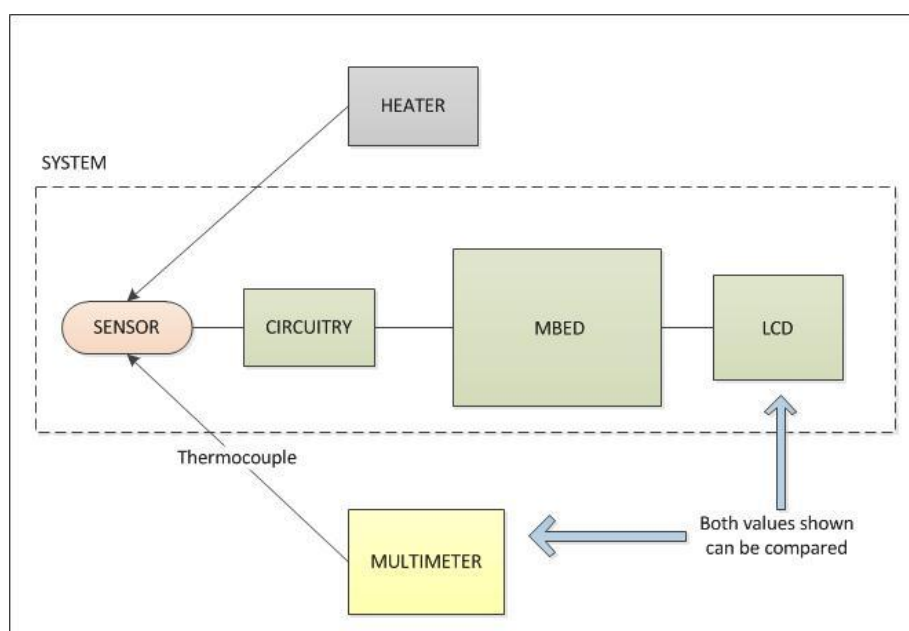 HEATER
SYSTEM
SENSOR
CIRCUITRY
MBED
LCD
Thermocouple
MULTIMETER
Both values shown
can be compared